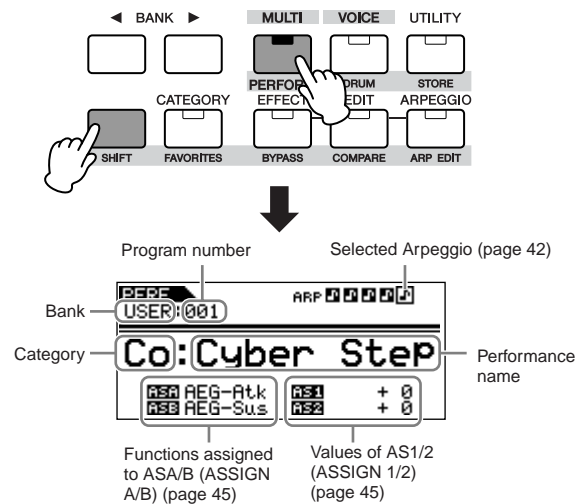 ◀ BANK ▶ MULTI VOICE UTILITY
PERFOR DRUM STORE
CATEGORY EFFECT EDIT ARPEGGIO
SHIFT FAVORITES BYPASS COMPARE ARP EDIT
Program number
Selected Arpeggio (page 42)
PERF
ARP
Bank
USER:001
Category
Co:Cyber Step
Performance
name
ASA AEG-Atk AS1 + 0
ASB AEG-Sus AS2 + 0
Functions assigned
to ASA/B (ASSIGN
A/B) (page 45)
Values of AS1/2
(ASSIGN 1/2)
(page 45)